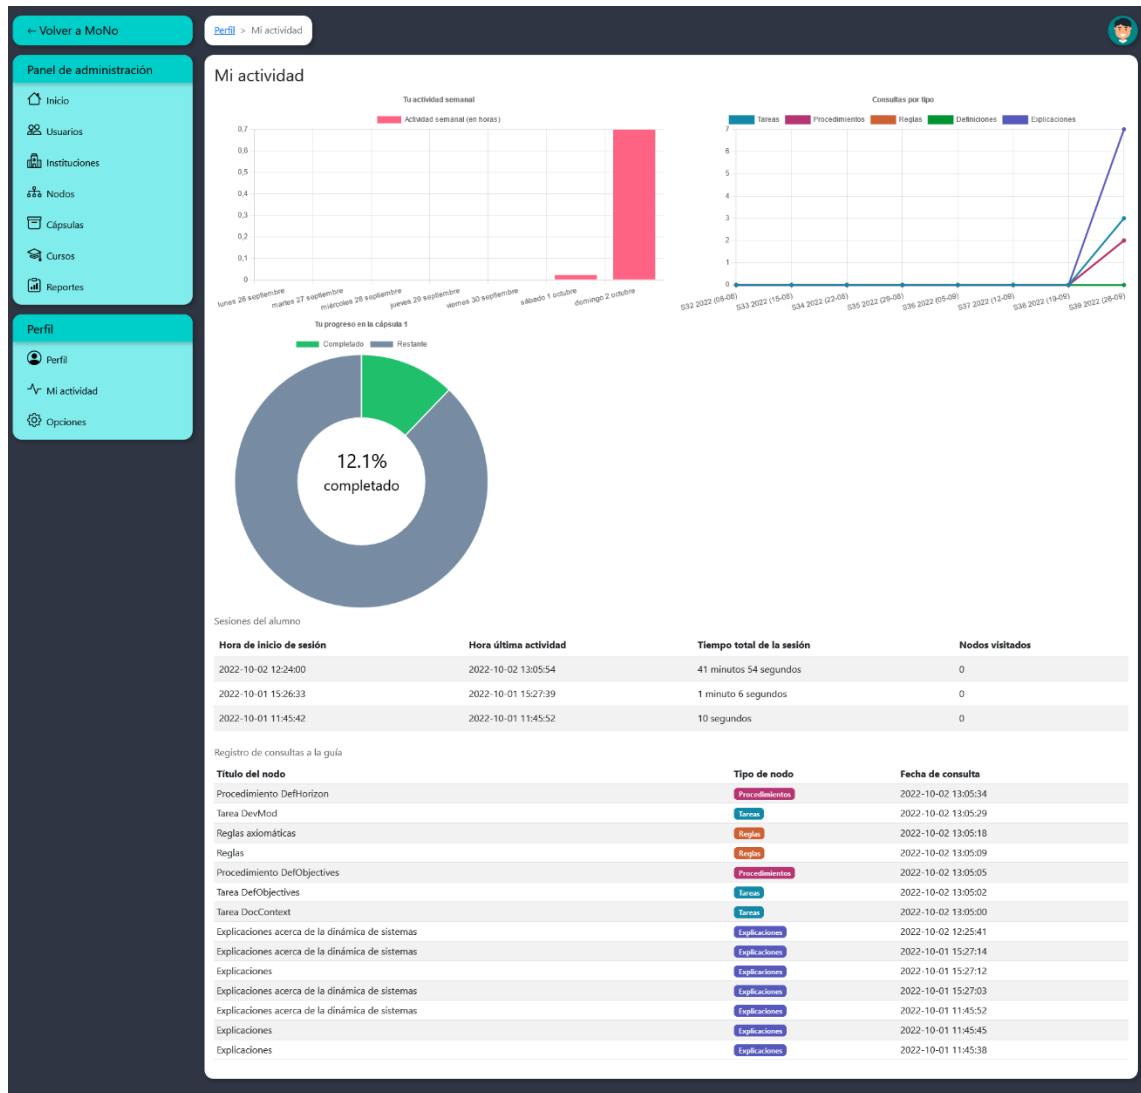 ← Volver a MoNo
Perfil > Mi actividad
Panel de administración
Inicio
Usuarios
Instituciones
Nodos
Cápsulas
Cursos
Reportes
Perfil
Perfil
Mi actividad
Opciones
Mi actividad
Tu actividad semanal
Actividad semanal (en horas)
0,7
0,6
0,5
0,4
0,3
0,2
0,1
0
lunes 26 septiembre
martes 27 septiembre
miércoles 28 septiembre
jueves 29 septiembre
viernes 30 septiembre
sábado 1 octubre
domingo 2 octubre
Consultas por tipo
Tareas Procedimientos Reglas Definiciones Explicaciones
7
6
5
4
3
2
1
0
S32 2022 (08-08)
S33 2022 (15-08)
S34 2022 (22-08)
S35 2022 (29-08)
S36 2022 (05-09)
S37 2022 (12-09)
S38 2022 (19-09)
S39 2022 (26-09)
Tu progreso en la cápsula 1
Completado Restante
12.1%
completado
Sesiones del alumno
Hora de inicio de sesión Hora última actividad Tiempo total de la sesión Nodos visitados
2022-10-02 12:24:00 2022-10-02 13:05:54 41 minutos 54 segundos 0
2022-10-01 15:26:33 2022-10-01 15:27:39 1 minuto 6 segundos 0
2022-10-01 11:45:42 2022-10-01 11:45:52 10 segundos 0
Registro de consultas a la guía
Título del nodo Tipo de nodo Fecha de consulta
Procedimiento DefHorizon Procedimientos 2022-10-02 13:05:34
Tarea DevMod Tareas 2022-10-02 13:05:29
Reglas axiomáticas Reglas 2022-10-02 13:05:18
Reglas Reglas 2022-10-02 13:05:09
Procedimiento DefObjectives Procedimientos 2022-10-02 13:05:05
Tarea DefObjectives Tareas 2022-10-02 13:05:02
Tarea DocContext Tareas 2022-10-02 13:05:00
Explicaciones acerca de la dinámica de sistemas Explicaciones 2022-10-02 12:25:41
Explicaciones acerca de la dinámica de sistemas Explicaciones 2022-10-01 15:27:14
Explicaciones Explicaciones 2022-10-01 15:27:12
Explicaciones acerca de la dinámica de sistemas Explicaciones 2022-10-01 15:27:03
Explicaciones acerca de la dinámica de sistemas Explicaciones 2022-10-01 11:45:52
Explicaciones Explicaciones 2022-10-01 11:45:45
Explicaciones Explicaciones 2022-10-01 11:45:38